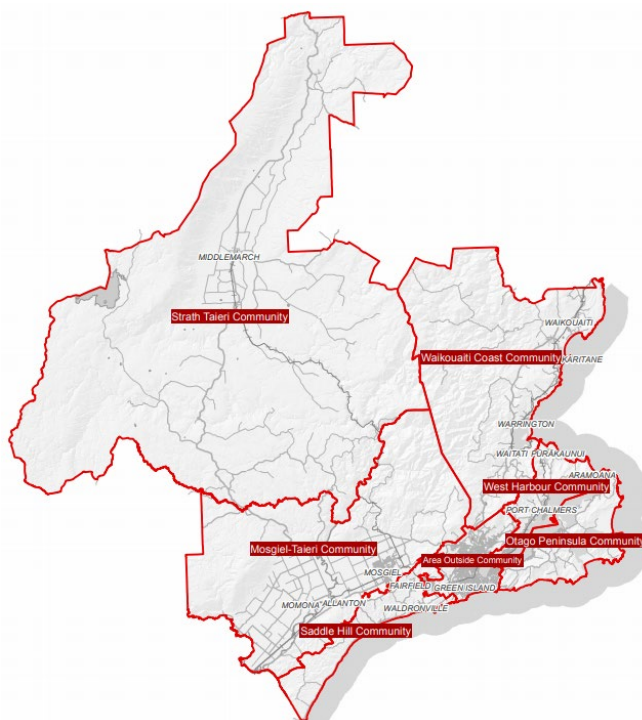 MIDDLEMARCH
Strath Taieri Community
WAIKOUAITI
Waikouaiti Coast Community
KARITANE
WARRINGTON
WAITATI
PURĀKAUNUI
ARAMOANA
West Harbour Community
PORT CHALMERS
Otago Peninsula Community
Mosgiel-Taieri Community
Area Outside Community
MOSGIEL
FAIRFIELD
GREEN ISLAND
MOMONA
ALLANTON
WALDRONVILLE
Saddle Hill Community